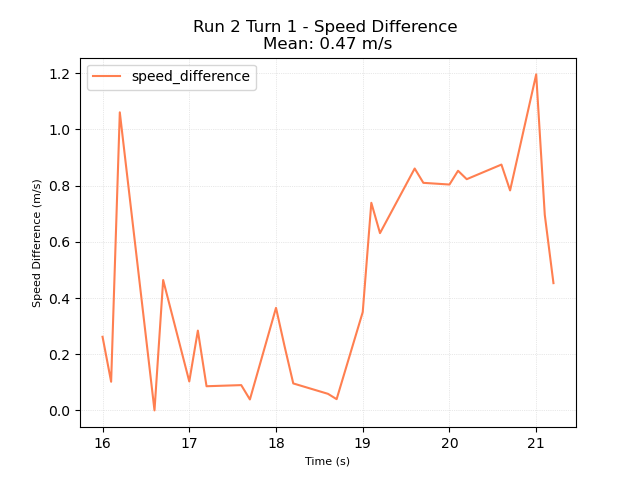 Run 2 Turn 1 - Speed Difference
Mean: 0.47 m/s
speed_difference
1.2
1.0
0.8
0.6
0.4
0.2
0.0
Speed Difference (m/s)
16 17 18 19 20 21
Time (s)